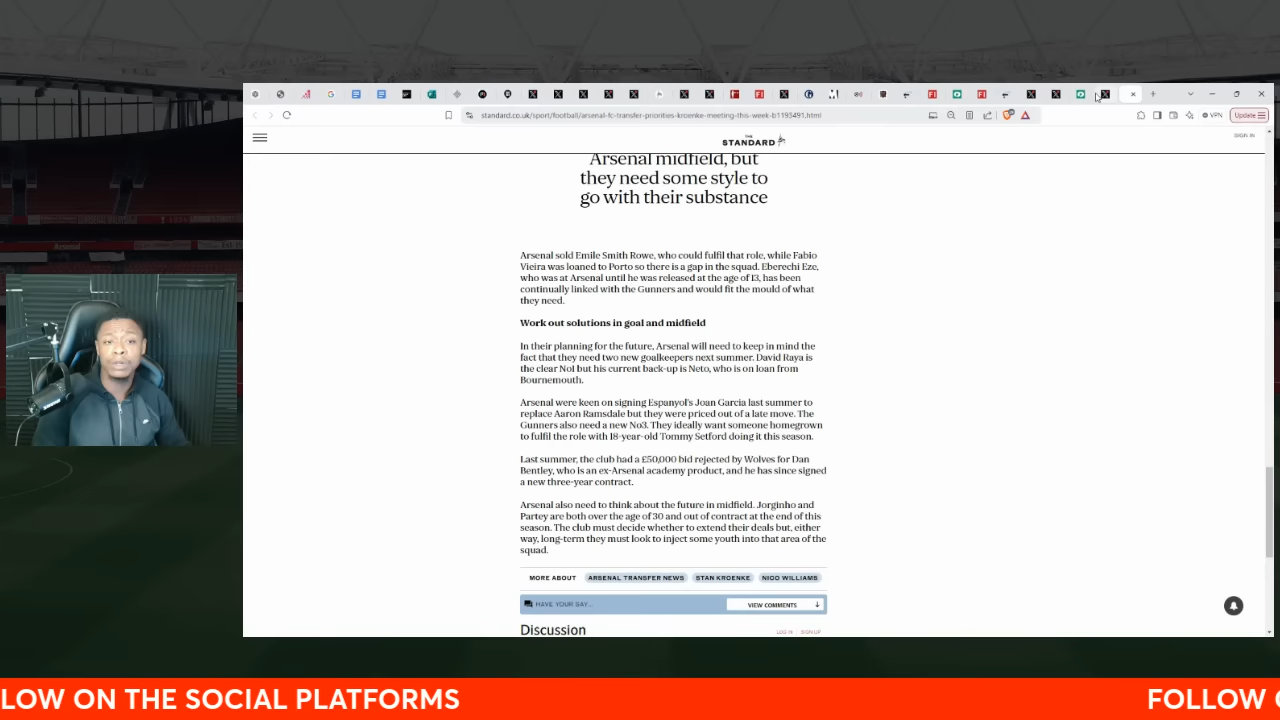 standard.co.uk/sport/football/arsenal-fc-transfer-priorities-kroenke-meeting-this-week-b1193491.html
VPN
Update
THE
STANDARD
SIGN IN
Arsenal midfield, but
they need some style to
go with their substance
Arsenal sold Emile Smith Rowe, who could fulfil that role, while Fabio
Vieira was loaned to Porto so there is a gap in the squad. Eberechi Eze,
who was at Arsenal until he was released at the age of 13, has been
continually linked with the Gunners and would fit the mould of what
they need.
Work out solutions in goal and midfield
In their planning for the future, Arsenal will need to keep in mind the
fact that they need two new goalkeepers next summer. David Raya is
the clear No1 but his current back-up is Neto, who is on loan from
Bournemouth.
Arsenal were keen on signing Espanyol's Joan Garcia last summer to
replace Aaron Ramsdale but they were priced out of a late move. The
Gunners also need a new No3. They ideally want someone homegrown
to fulfil the role with 18-year-old Tommy Setford doing it this season.
Last summer, the club had a £50,000 bid rejected by Wolves for Dan
Bentley, who is an ex-Arsenal academy product, and he has since signed
a new three-year contract.
Arsenal also need to think about the future in midfield. Jorginho and
Partey are both over the age of 30 and out of contract at the end of this
season. The club must decide whether to extend their deals but, either
way, long-term they must look to inject some youth into that area of the
squad.
MORE ABOUT ARSENAL TRANSFER NEWS STAN KROENKE NICO WILLIAMS
HAVE YOUR SAY... VIEW COMMENTS
Discussion
LOG IN SIGN UP
LOW ON THE SOCIAL PLATFORMS
FOLLOW